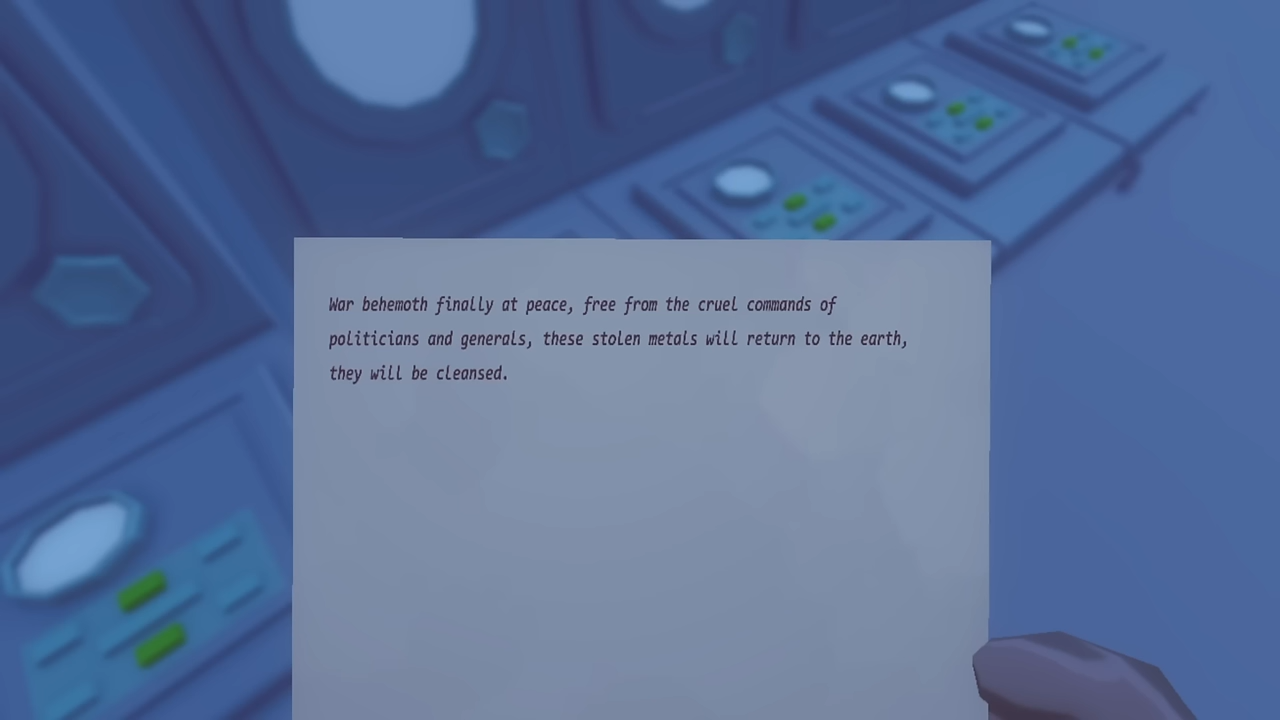 War behemoth finally at peace, free from the cruel commands of
politicians and generals, these stolen metals will return to the earth,
they will be cleansed.